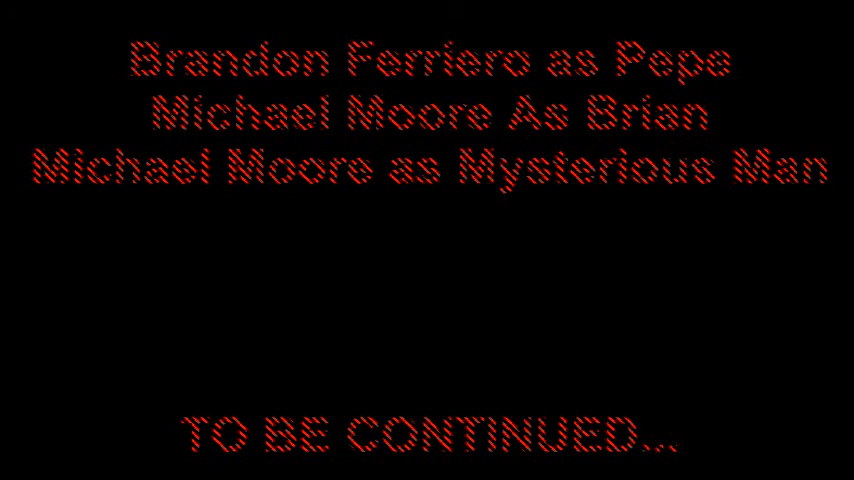 Brandon Ferriero as Pepe
Michael Moore As Brian
Michael Moore as Mysterious Man
TO BE CONTINUED...